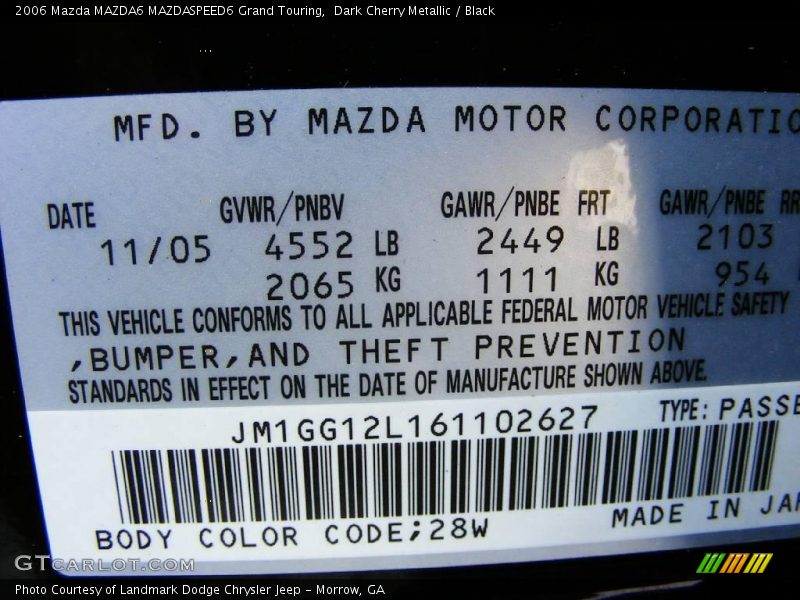 2006 Mazda MAZDA6 MAZDASPEED6 Grand Touring,  Dark Cherry Metallic / Black
MFD. BY MAZDA MOTOR CORPORATIO
DATE GVWR/PNBV GAWR/PNBE FRT GAWR/PNBE RR
11/05 4552 LB 2449 LB 2103
2065 KG 1111 KG 954
THIS VEHICLE CONFORMS TO ALL APPLICABLE FEDERAL MOTOR VEHICLE SAFETY
,BUMPER,AND THEFT PREVENTION
STANDARDS IN EFFECT ON THE DATE OF MANUFACTURE SHOWN ABOVE.
JM1GG12L161102627 TYPE: PASSE
BODY COLOR CODE;28W MADE IN JAP
GTCARLOT.COM
Photo Courtesy of Landmark Dodge Chrysler Jeep - Morrow, GA